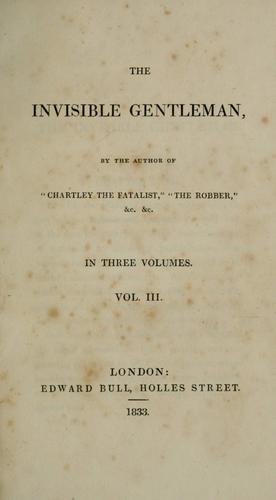 THE
INVISIBLE GENTLEMAN,
BY THE AUTHOR OF
"CHARTLEY THE FATALIST," "THE ROBBER,"
&c. &c.
IN THREE VOLUMES.
VOL. III.
LONDON:
EDWARD BULL, HOLLES STREET.
1833.